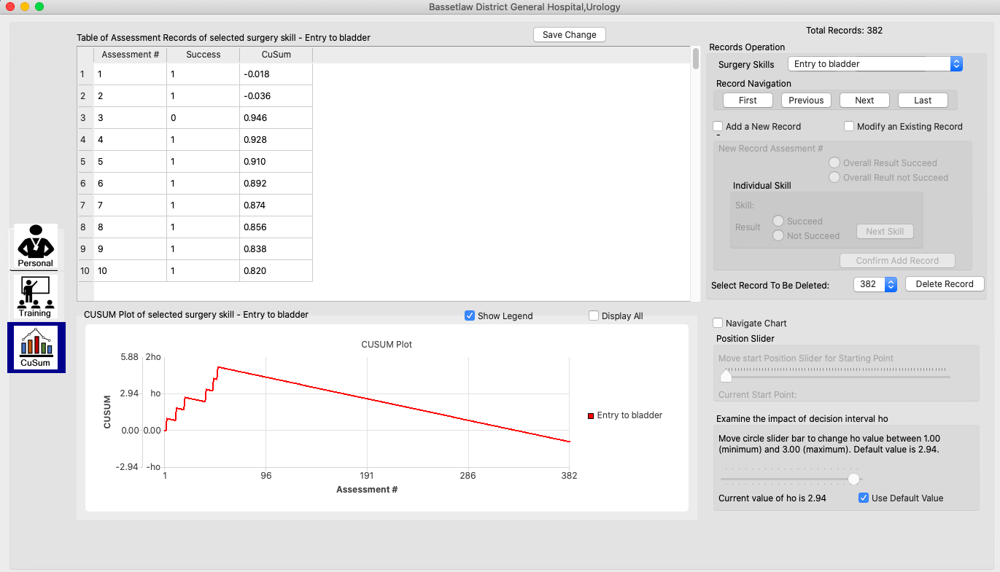 Bassetlaw District General Hospital,Urology
Table of Assessment Records of selected surgery skill - Entry to bladder
Save Change
Assessment # Success CuSum
1 1 1 -0.018
2 2 1 -0.036
3 3 0 0.946
4 4 1 0.928
5 5 1 0.910
6 6 1 0.892
7 7 1 0.874
8 8 1 0.856
9 9 1 0.838
10 10 1 0.820
Personal
Training
CuSum
CUSUM Plot of selected surgery skill - Entry to bladder
Show Legend
Display All
CUSUM Plot
5.88 2ho
2.94 ho
0.00 0.00
-2.94 -ho
CUSUM
1 96 191 286 382
Assessment #
Entry to bladder
Total Records: 382
Records Operation
Surgery Skills Entry to bladder
Record Navigation
First Previous Next Last
Add a New Record Modify an Existing Record
-
New Record Assesment #
Overall Result Succeed
Overall Reult not Succeed
Individual Skill
Skill:
Result
Succeed
Not Succeed
Next Skill
Confirm Add Record
Select Record To Be Deleted: 382 Delete Record
Navigate Chart
Position Slider
Move start Position Slider for Starting Point
Current Start Point:
Examine the impact of decision interval ho
Move circle slider bar to change ho value between 1.00
(minimum) and 3.00 (maximum). Default value is 2.94.
Current value of ho is 2.94 Use Default Value